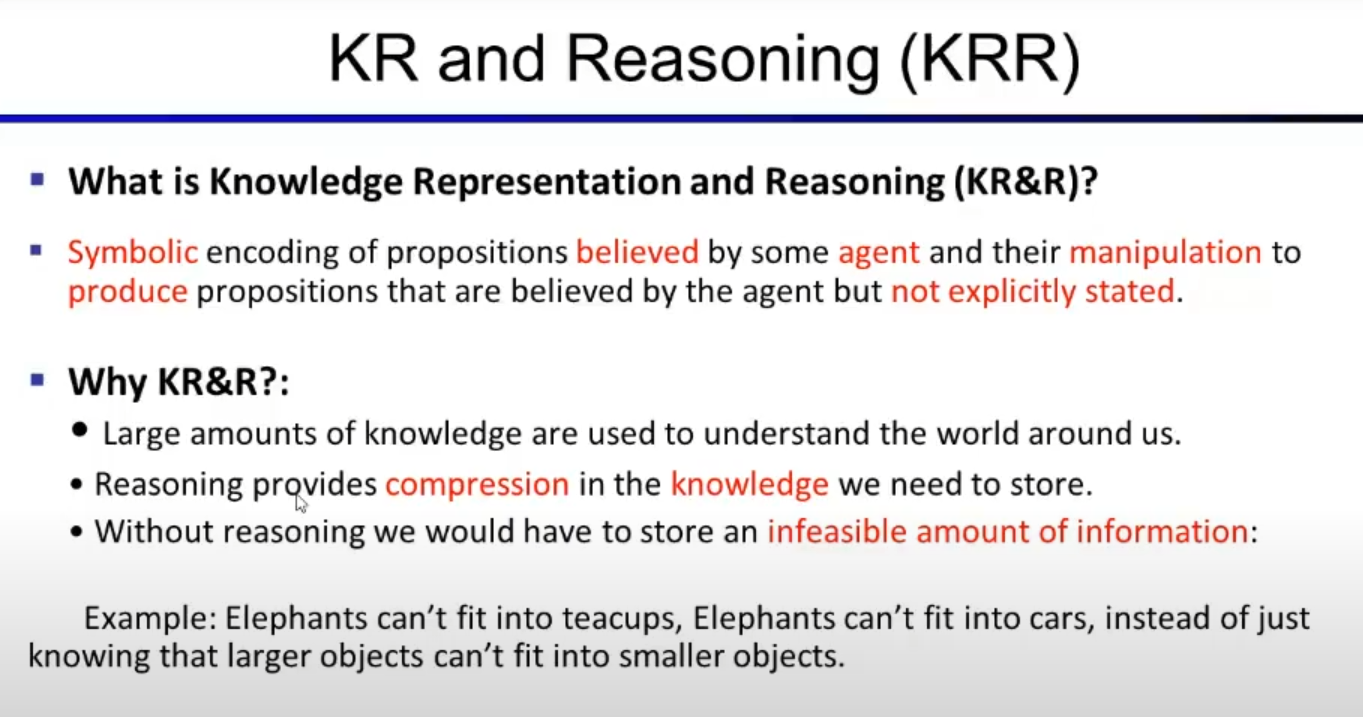 KR and Reasoning (KRR)
▪ What is Knowledge Representation and Reasoning (KR&R)?
▪ Symbolic encoding of propositions believed by some agent and their manipulation to
produce propositions that are believed by the agent but not explicitly stated.
▪ Why KR&R?:
• Large amounts of knowledge are used to understand the world around us.
• Reasoning provides compression in the knowledge we need to store.
• Without reasoning we would have to store an infeasible amount of information:
Example: Elephants can’t fit into teacups, Elephants can’t fit into cars, instead of just
knowing that larger objects can’t fit into smaller objects.